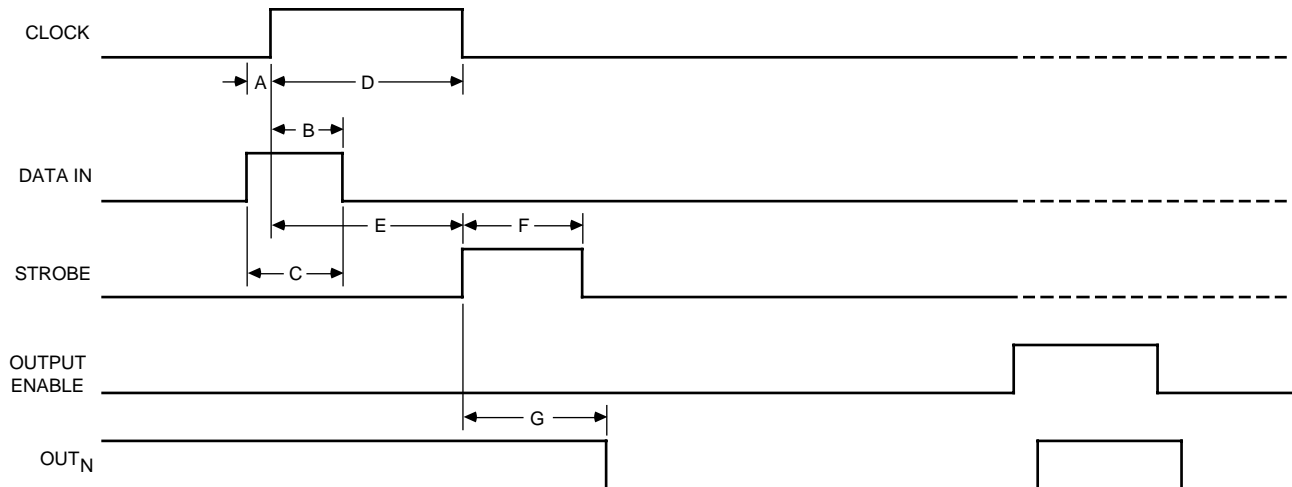 CLOCK
A
D
B
DATA IN
E
F
C
STROBE
OUTPUT
ENABLE
G
OUTN